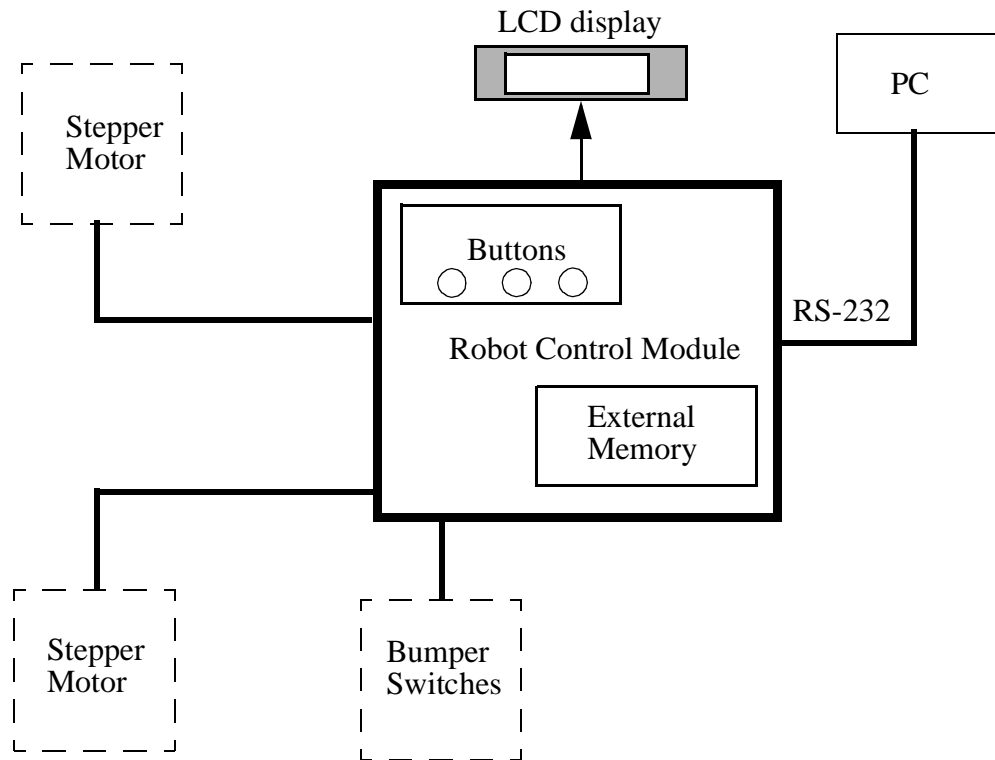 LCD display
PC
Stepper
Motor
Buttons
RS-232
Robot Control Module
External
Memory
Stepper
Motor
Bumper
Switches